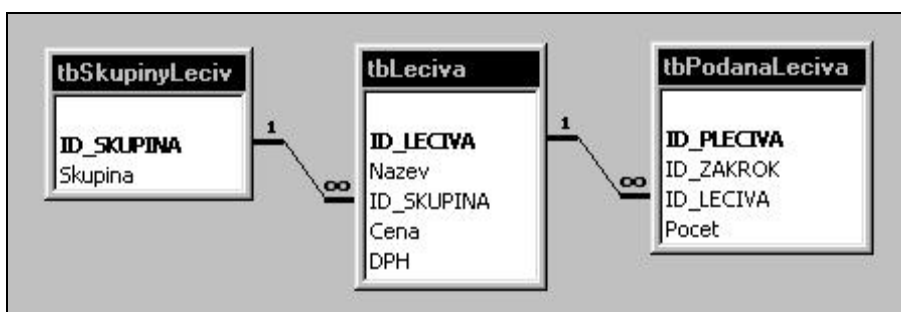 tbSkupinyLeciv
ID_SKUPINA
Skupina
1
∞
tbLeciva
ID_LECIVA
Nazev
ID_SKUPINA
Cena
DPH
1
∞
tbPodanaLeciva
ID_PLECIVA
ID_ZAKROK
ID_LECIVA
Pocet